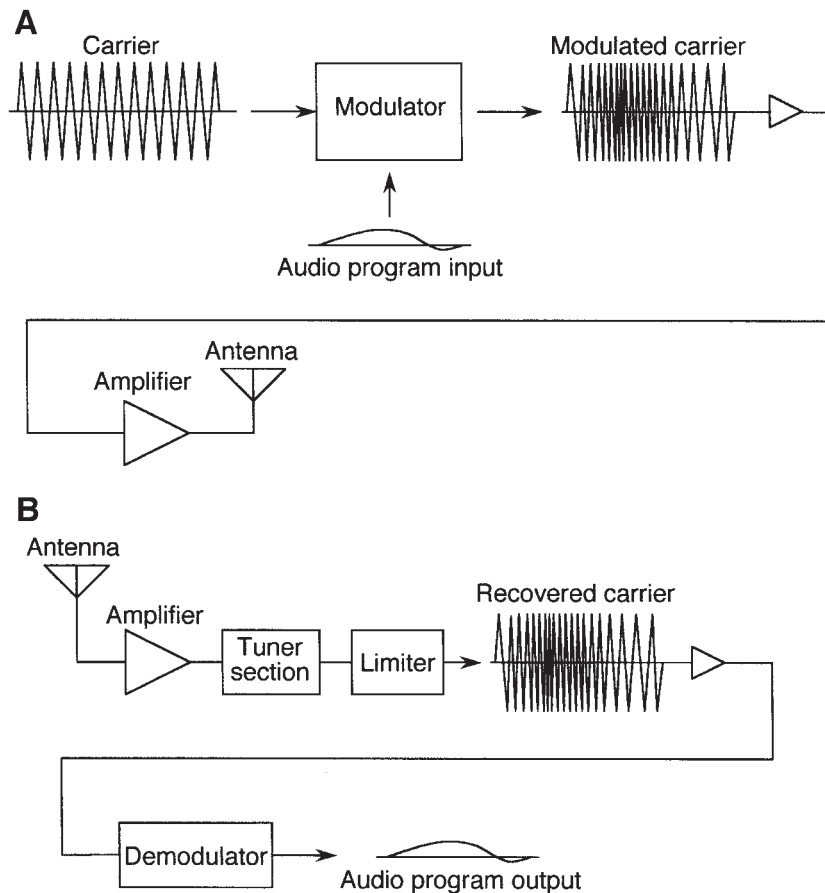 A
Carrier
Modulated carrier
Modulator
Audio program input
Antenna
Amplifier
B
Antenna
Amplifier
Recovered carrier
Tuner
section
Limiter
Demodulator
Audio program output